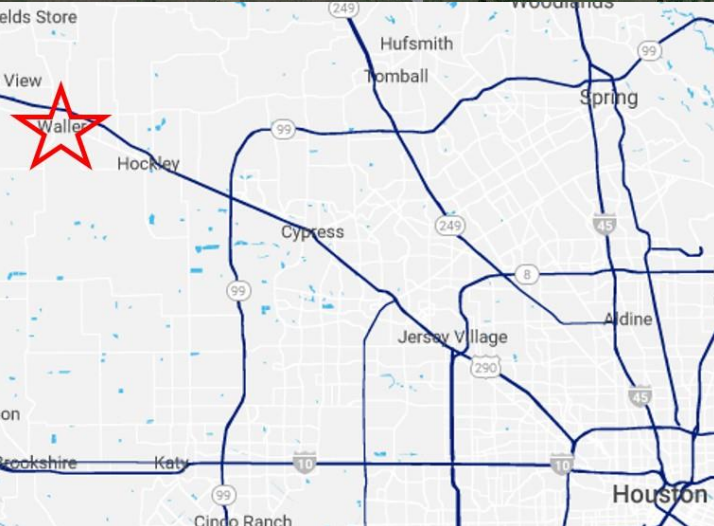 Woodlands
249
elds Store
Hufsmith
99
View
Tomball
Spring
Waller
99
Hockley
249
45
Cypress
8
99
Aldine
Jersey Village
290
45
on
Brookshire
Katy
10
10
99
Houston
Cinco Ranch